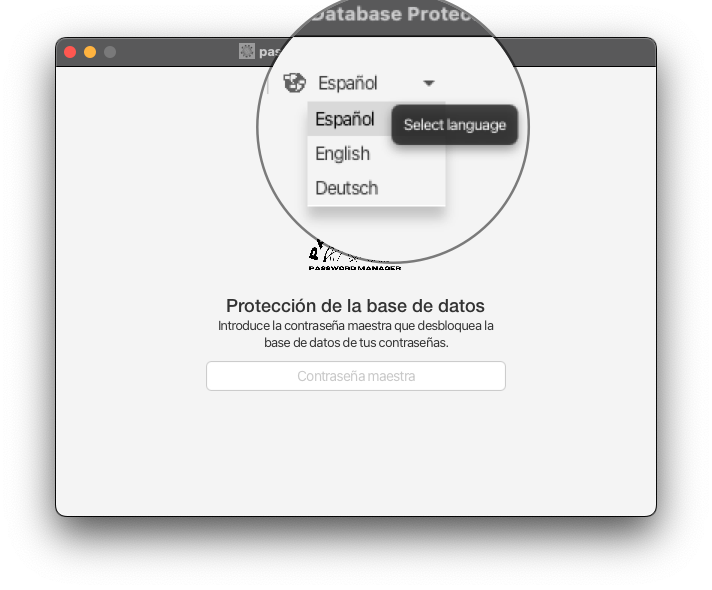 Database Protec
pas
Español
Español
Select language
English
Deutsch
PASSWORD MANAGER
Protección de la base de datos
Introduce la contraseña maestra que desbloquea la
base de datos de tus contraseñas.
Contraseña maestra